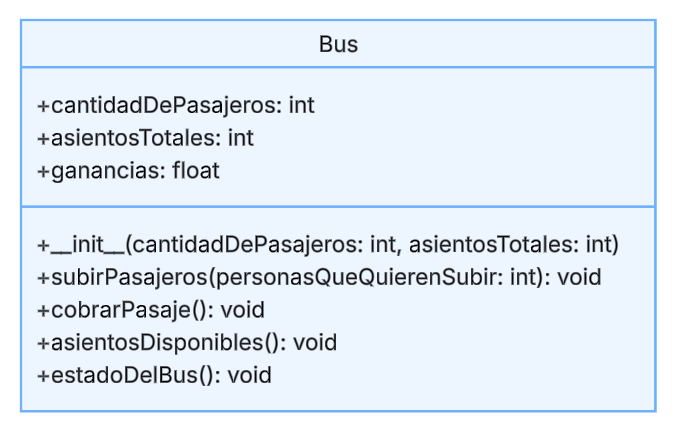 Bus
+cantidadDePasajeros: int
+asientosTotales: int
+ganancias: float
+__init__(cantidadDePasajeros: int, asientosTotales: int)
+subirPasajeros(personasQueQuierenSubir: int): void
+cobrarPasaje(): void
+asientosDisponibles(): void
+estadoDelBus(): void